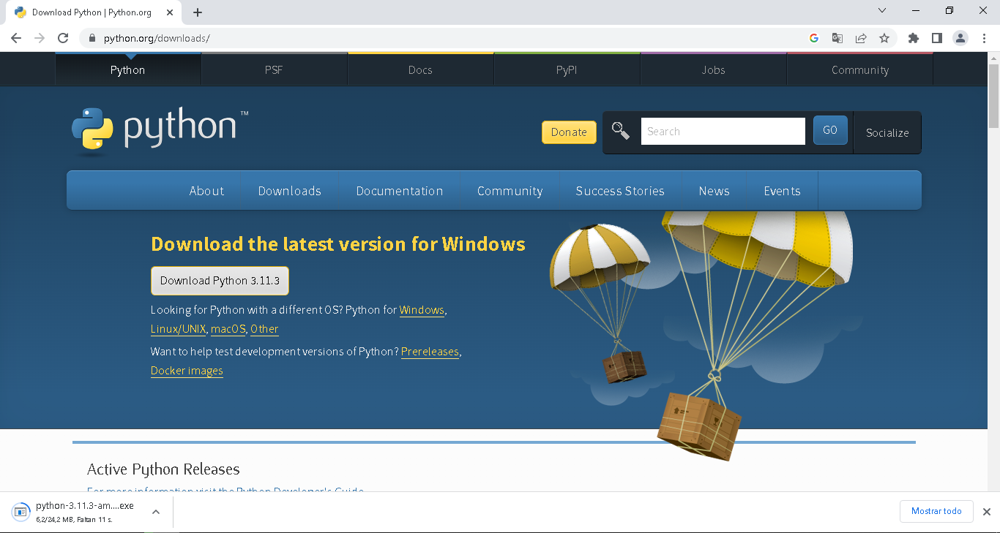 Download Python | Python.org
python.org/downloads/
Python PSF Docs PyPI Jobs Community
python™
Donate Search GO Socialize
About Downloads Documentation Community Success Stories News Events
Download the latest version for Windows
Download Python 3.11.3
Looking for Python with a different OS? Python for Windows,
Linux/UNIX, macOS, Other
Want to help test development versions of Python? Prereleases,
Docker images
Active Python Releases
For more information visit the Python Developer's Guide
python-3.11.3-am....exe
6,2/24,2 MB, Faltan 11 s.
Mostrar todo